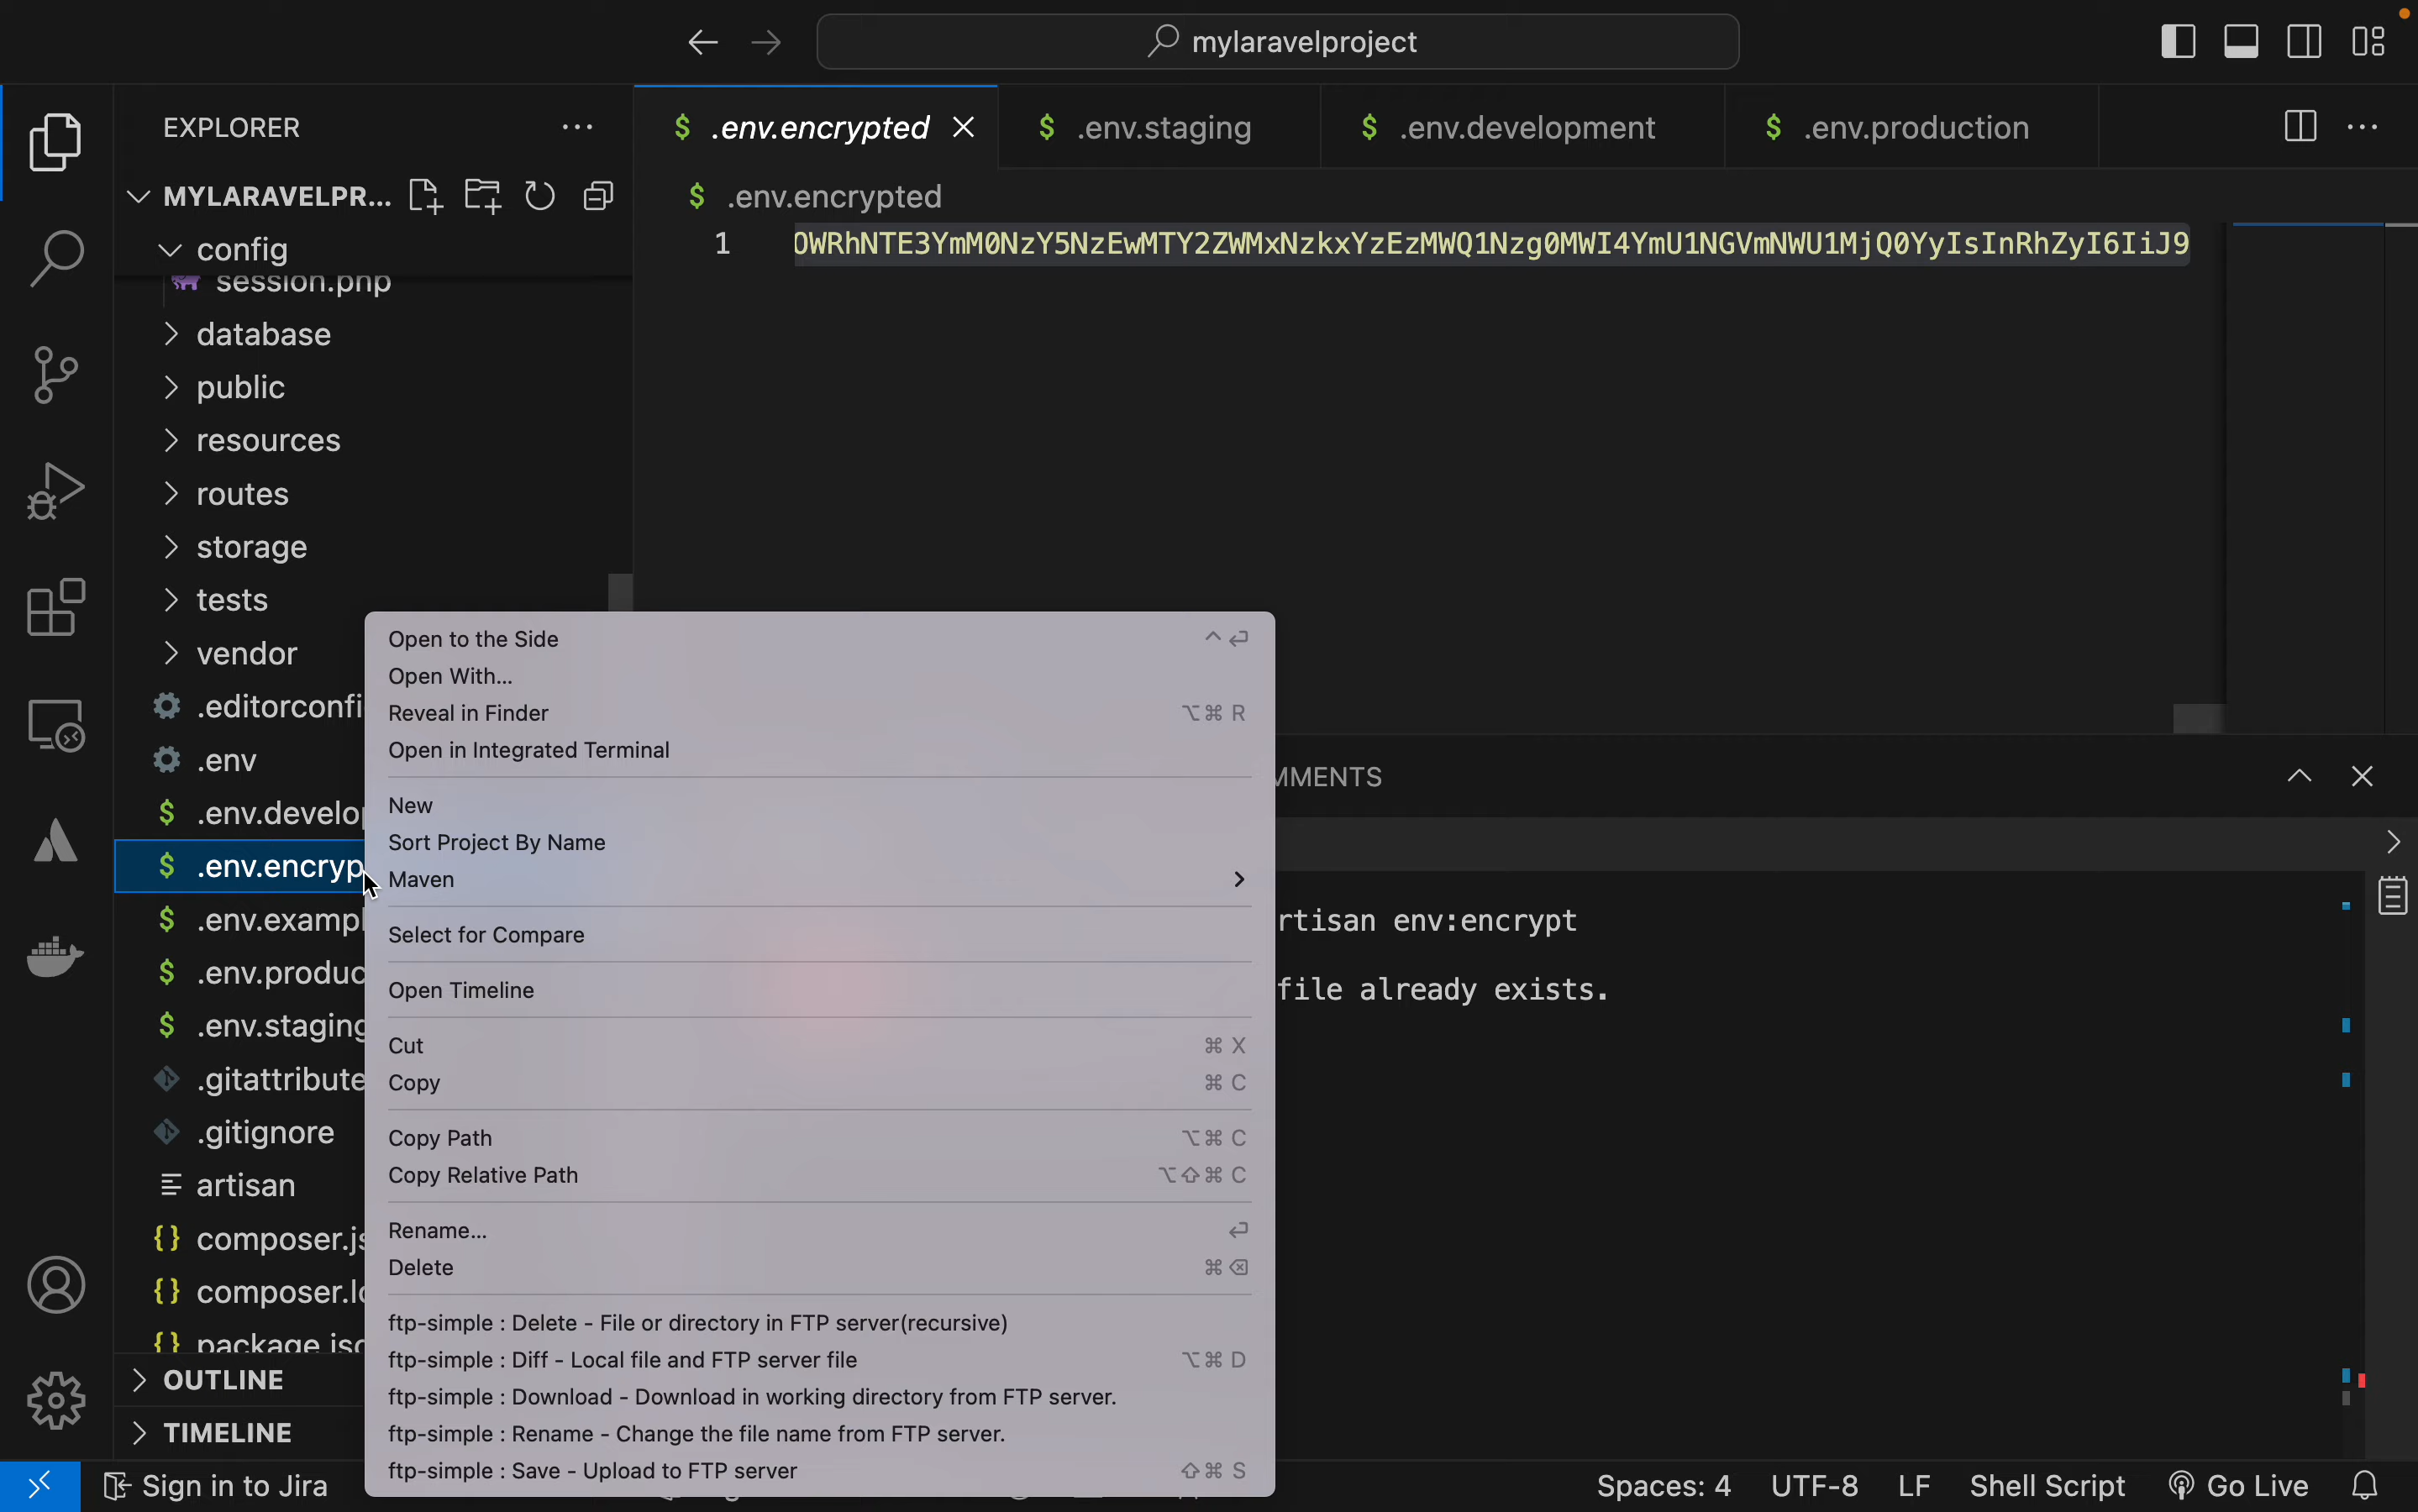 mylaravelproject
EXPLORER
MYLARAVELPR...
config
session.php
database
public
resources
routes
storage
tests
vendor
.editorconfi
.env
.env.develop
.env.encryp
.env.exampl
.env.produc
.env.staging
.gitattribute
.gitignore
artisan
composer.js
composer.lo
package.jso
OUTLINE
TIMELINE
$ .env.encrypted
$ .env.staging
$ .env.development
$ .env.production
$ .env.encrypted
1 OWRhNTE3YmM0NzY5NzEwMTY2ZWMxNzkxYzEzMWQ1Nzg0MWI4YmU1NGVmNWU1MjQ0YyIsInRhZyI6IiJ9
Open to the Side ⌃⏎
Open With...
Reveal in Finder ⌥⌘ R
Open in Integrated Terminal
New
Sort Project By Name
Maven
Select for Compare
Open Timeline
Cut ⌘ X
Copy ⌘ C
Copy Path ⌥⌘ C
Copy Relative Path ⌥⇧⌘ C
Rename... ⏎
Delete ⌘⌫
ftp-simple : Delete - File or directory in FTP server(recursive)
ftp-simple : Diff - Local file and FTP server file ⌥⌘ D
ftp-simple : Download - Download in working directory from FTP server.
ftp-simple : Rename - Change the file name from FTP server.
ftp-simple : Save - Upload to FTP server ⇧⌘ S
MMENTS
rtisan env:encrypt
file already exists.
Sign in to Jira
Spaces: 4
UTF-8
LF
Shell Script
Go Live